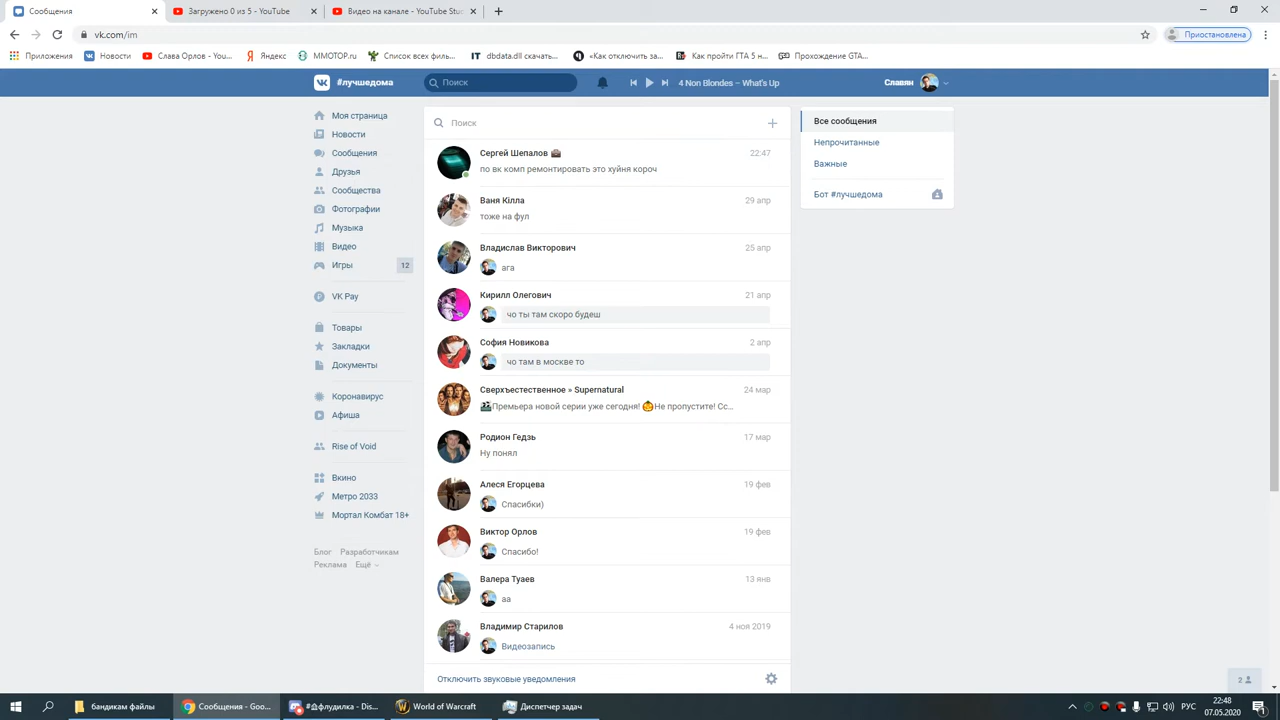 Сообщения
Загружено 0 из 5 - YouTube
Видео на канале - YouTube Stu
vk.com/im
Приостановлена
Приложения
Новости
Слава Орлов - You...
Яндекс
MMOTOP.ru
Список всех филь...
dbdata.dll скачать...
«Как отключить за...
Как пройти ГТА 5 н...
Прохождение GTA...
#лучшедома
Поиск
4 Non Blondes – What's Up
Славян
Моя страница
Новости
Сообщения
Друзья
Сообщества
Фотографии
Музыка
Видео
Игры
12
VK Pay
Товары
Закладки
Документы
Коронавирус
Афиша
Rise of Void
Вкино
Метро 2033
Мортал Комбат 18+
Блог Разработчикам
Реклама Ещё
Поиск
Сергей Шепалов 22:47
по вк комп ремонтировать это хуйня короч
Ваня Кiлла 29 апр
тоже на фул
Владислав Викторович 25 апр
ага
Кирилл Олегович 21 апр
чо ты там скоро будеш
София Новикова 2 апр
чо там в москве то
Сверхъестественное » Supernatural 24 мар
🎬Премьера новой серии уже сегодня! 🎃Не пропустите! Сс...
Родион Гедзь 17 мар
Ну понял
Алеся Егорцева 19 фев
Спасибки)
Виктор Орлов 19 фев
Спасибо!
Валера Туаев 13 янв
аа
Владимир Старилов 4 ноя 2019
Видеозапись
Отключить звуковые уведомления
Все сообщения
Непрочитанные
Важные
Бот #лучшедома
2
бандикам файлы
Сообщения - Goo...
#🏠флудилка - Dis...
World of Warcraft
Диспетчер задач
РУС
22:48
07.05.2020